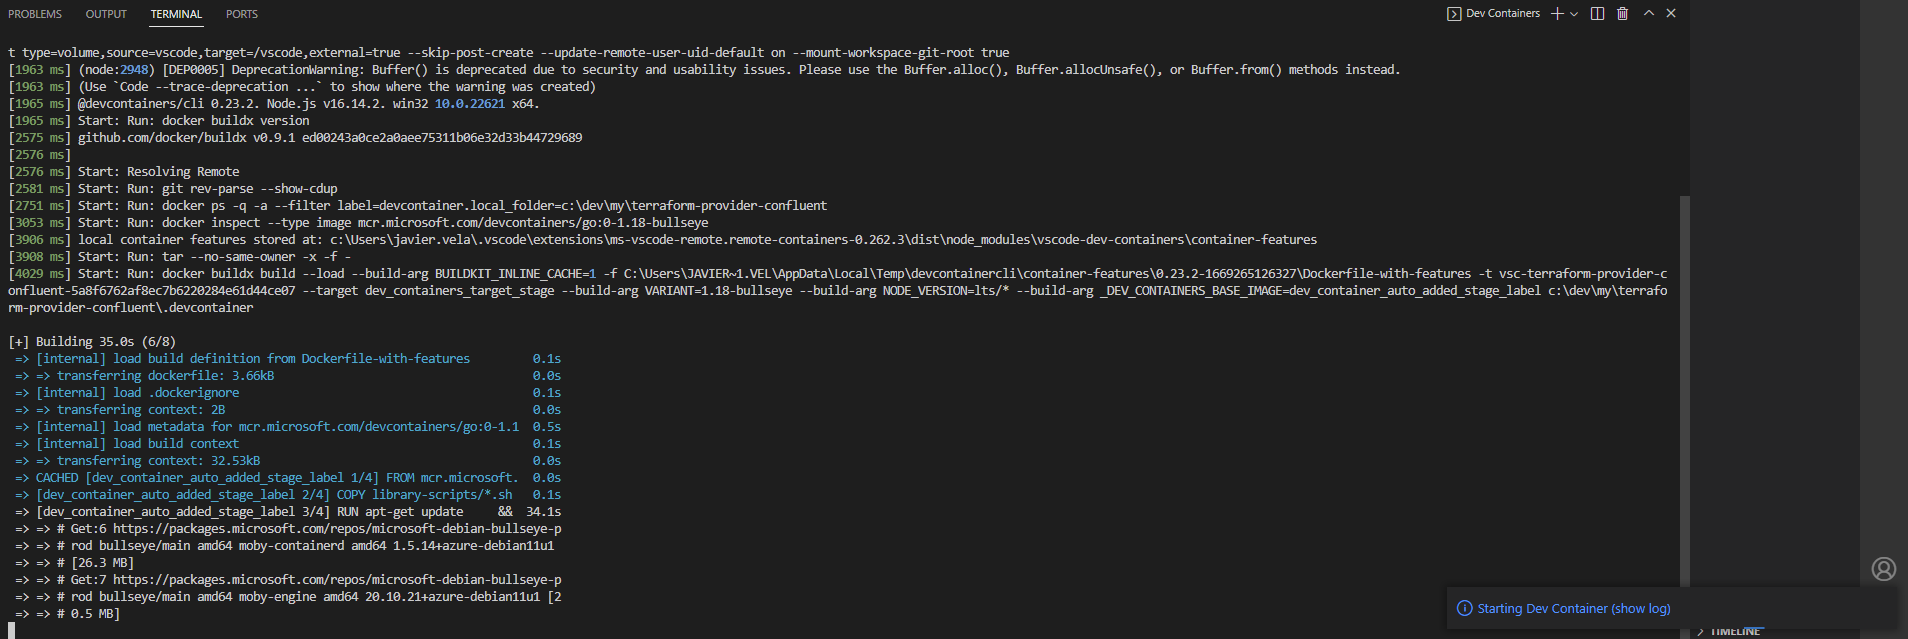 PROBLEMS OUTPUT TERMINAL PORTS
Dev Containers
t type=volume,source=vscode,target=/vscode,external=true --skip-post-create --update-remote-user-uid-default on --mount-workspace-git-root true
[1963 ms] (node:2948) [DEP0005] DeprecationWarning: Buffer() is deprecated due to security and usability issues. Please use the Buffer.alloc(), Buffer.allocUnsafe(), or Buffer.from() methods instead.
[1963 ms] (Use `Code --trace-deprecation ...` to show where the warning was created)
[1965 ms] @devcontainers/cli 0.23.2. Node.js v16.14.2. win32 10.0.22621 x64.
[1965 ms] Start: Run: docker buildx version
[2575 ms] github.com/docker/buildx v0.9.1 ed00243a0ce2a0aee75311b06e32d33b44729689
[2576 ms]
[2576 ms] Start: Resolving Remote
[2581 ms] Start: Run: git rev-parse --show-cdup
[2751 ms] Start: Run: docker ps -q -a --filter label=devcontainer.local_folder=c:\dev\my\terraform-provider-confluent
[3053 ms] Start: Run: docker inspect --type image mcr.microsoft.com/devcontainers/go:0-1.18-bullseye
[3906 ms] local container features stored at: c:\Users\javier.vela\.vscode\extensions\ms-vscode-remote.remote-containers-0.262.3\dist\node_modules\vscode-dev-containers\container-features
[3908 ms] Start: Run: tar --no-same-owner -x -f -
[4029 ms] Start: Run: docker buildx build --load --build-arg BUILDKIT_INLINE_CACHE=1 -f C:\Users\JAVIER~1.VEL\AppData\Local\Temp\devcontainercli\container-features\0.23.2-1669265126327\Dockerfile-with-features -t vsc-terraform-provider-c
onfluent-5a8f6762af8ec7b6220284e61d44ce07 --target dev_containers_target_stage --build-arg VARIANT=1.18-bullseye --build-arg NODE_VERSION=lts/* --build-arg _DEV_CONTAINERS_BASE_IMAGE=dev_container_auto_added_stage_label c:\dev\my\terrafo
rm-provider-confluent\.devcontainer
[+] Building 35.0s (6/8)
=> [internal] load build definition from Dockerfile-with-features 0.1s
=> => transferring dockerfile: 3.66kB 0.0s
=> [internal] load .dockerignore 0.1s
=> => transferring context: 2B 0.0s
=> [internal] load metadata for mcr.microsoft.com/devcontainers/go:0-1.1 0.5s
=> [internal] load build context 0.1s
=> => transferring context: 32.53kB 0.0s
=> CACHED [dev_container_auto_added_stage_label 1/4] FROM mcr.microsoft. 0.0s
=> [dev_container_auto_added_stage_label 2/4] COPY library-scripts/*.sh 0.1s
=> [dev_container_auto_added_stage_label 3/4] RUN apt-get update && 34.1s
=> => # Get:6 https://packages.microsoft.com/repos/microsoft-debian-bullseye-p
=> => # rod bullseye/main amd64 moby-containerd amd64 1.5.14+azure-debian11u1
=> => # [26.3 MB]
=> => # Get:7 https://packages.microsoft.com/repos/microsoft-debian-bullseye-p
=> => # rod bullseye/main amd64 moby-engine amd64 20.10.21+azure-debian11u1 [2
=> => # 0.5 MB]
Starting Dev Container (show log)
TIMELINE